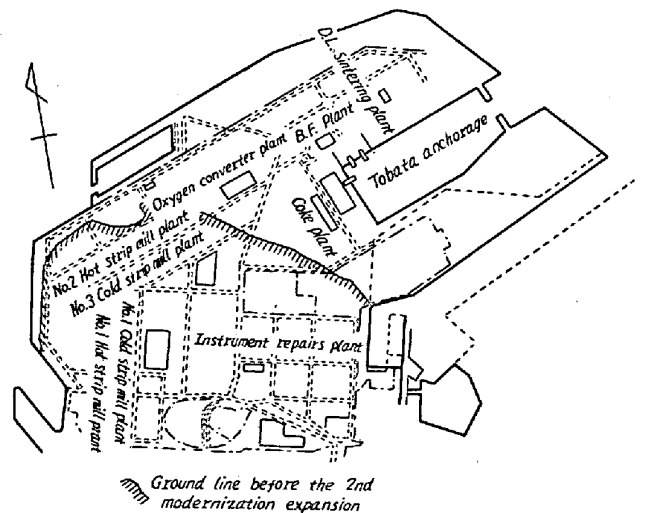 D.L. Sintering plant
B.F. Plant
Oxygen converter plant
Tobata anchorage
Coke plant
No.2 Hot strip mill plant
No.3 Cold strip mill plant
No.1 Cold strip mill plant
No.1 Hot strip mill plant
Instrument repairs plant
Ground line before the 2nd
modernization expansion